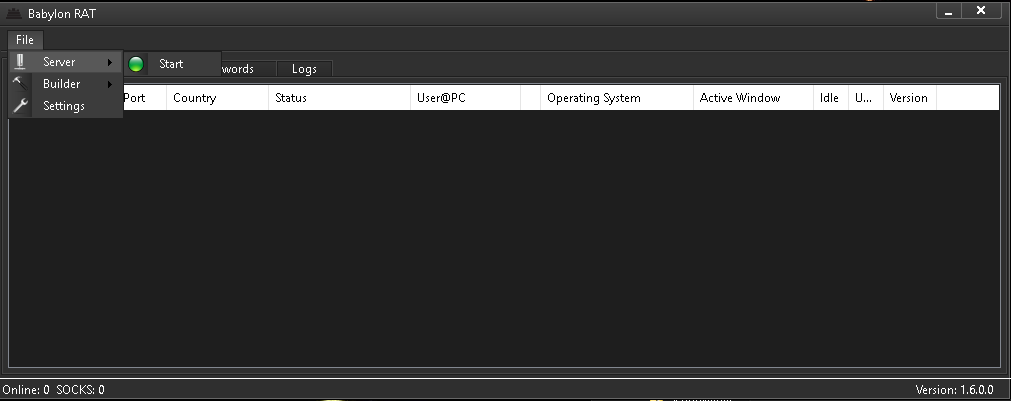 Babylon RAT
File
Server
Start
words
Logs
Builder
Settings
Port Country Status User@PC Operating System Active Window Idle U... Version
Online: 0 SOCKS: 0
Version: 1.6.0.0